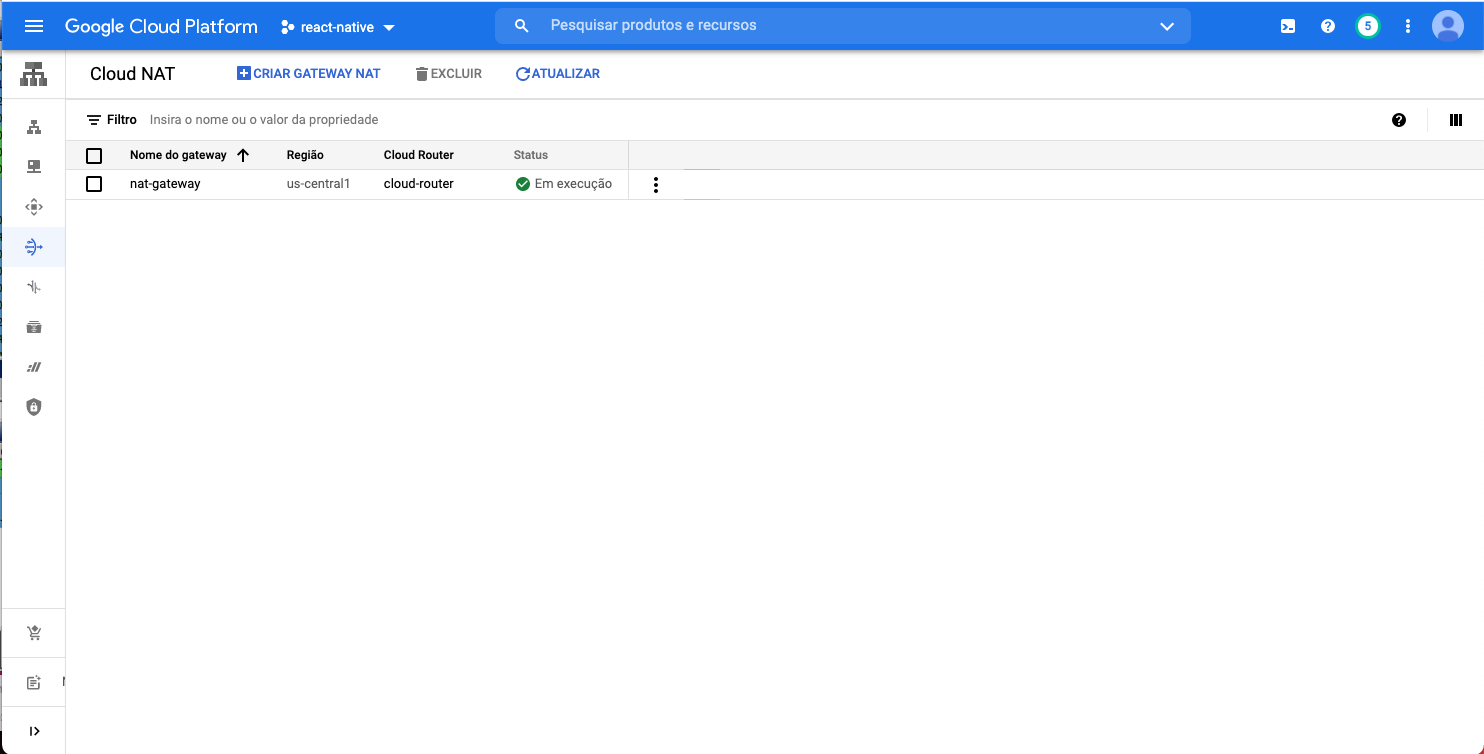 Google Cloud Platform react-native Pesquisar produtos e recursos 5
Cloud NAT CRIAR GATEWAY NAT EXCLUIR ATUALIZAR
Filtro Insira o nome ou o valor da propriedade
Nome do gateway Região Cloud Router Status
nat-gateway us-central1 cloud-router Em execução